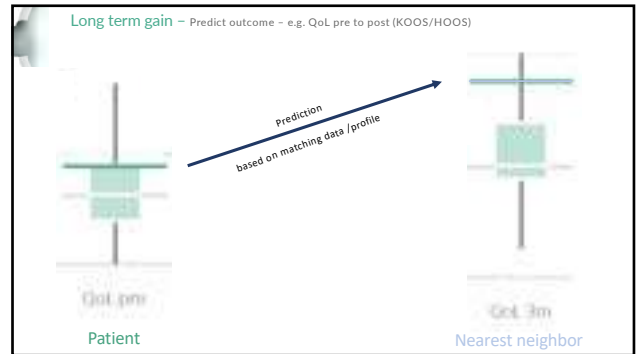 Long term gain – Predict outcome – e.g. QoL pre to post (KOOS/HOOS)
Prediction
based on matching data /profile
QoL pm
QoL 3m
Patient
Nearest neighbor